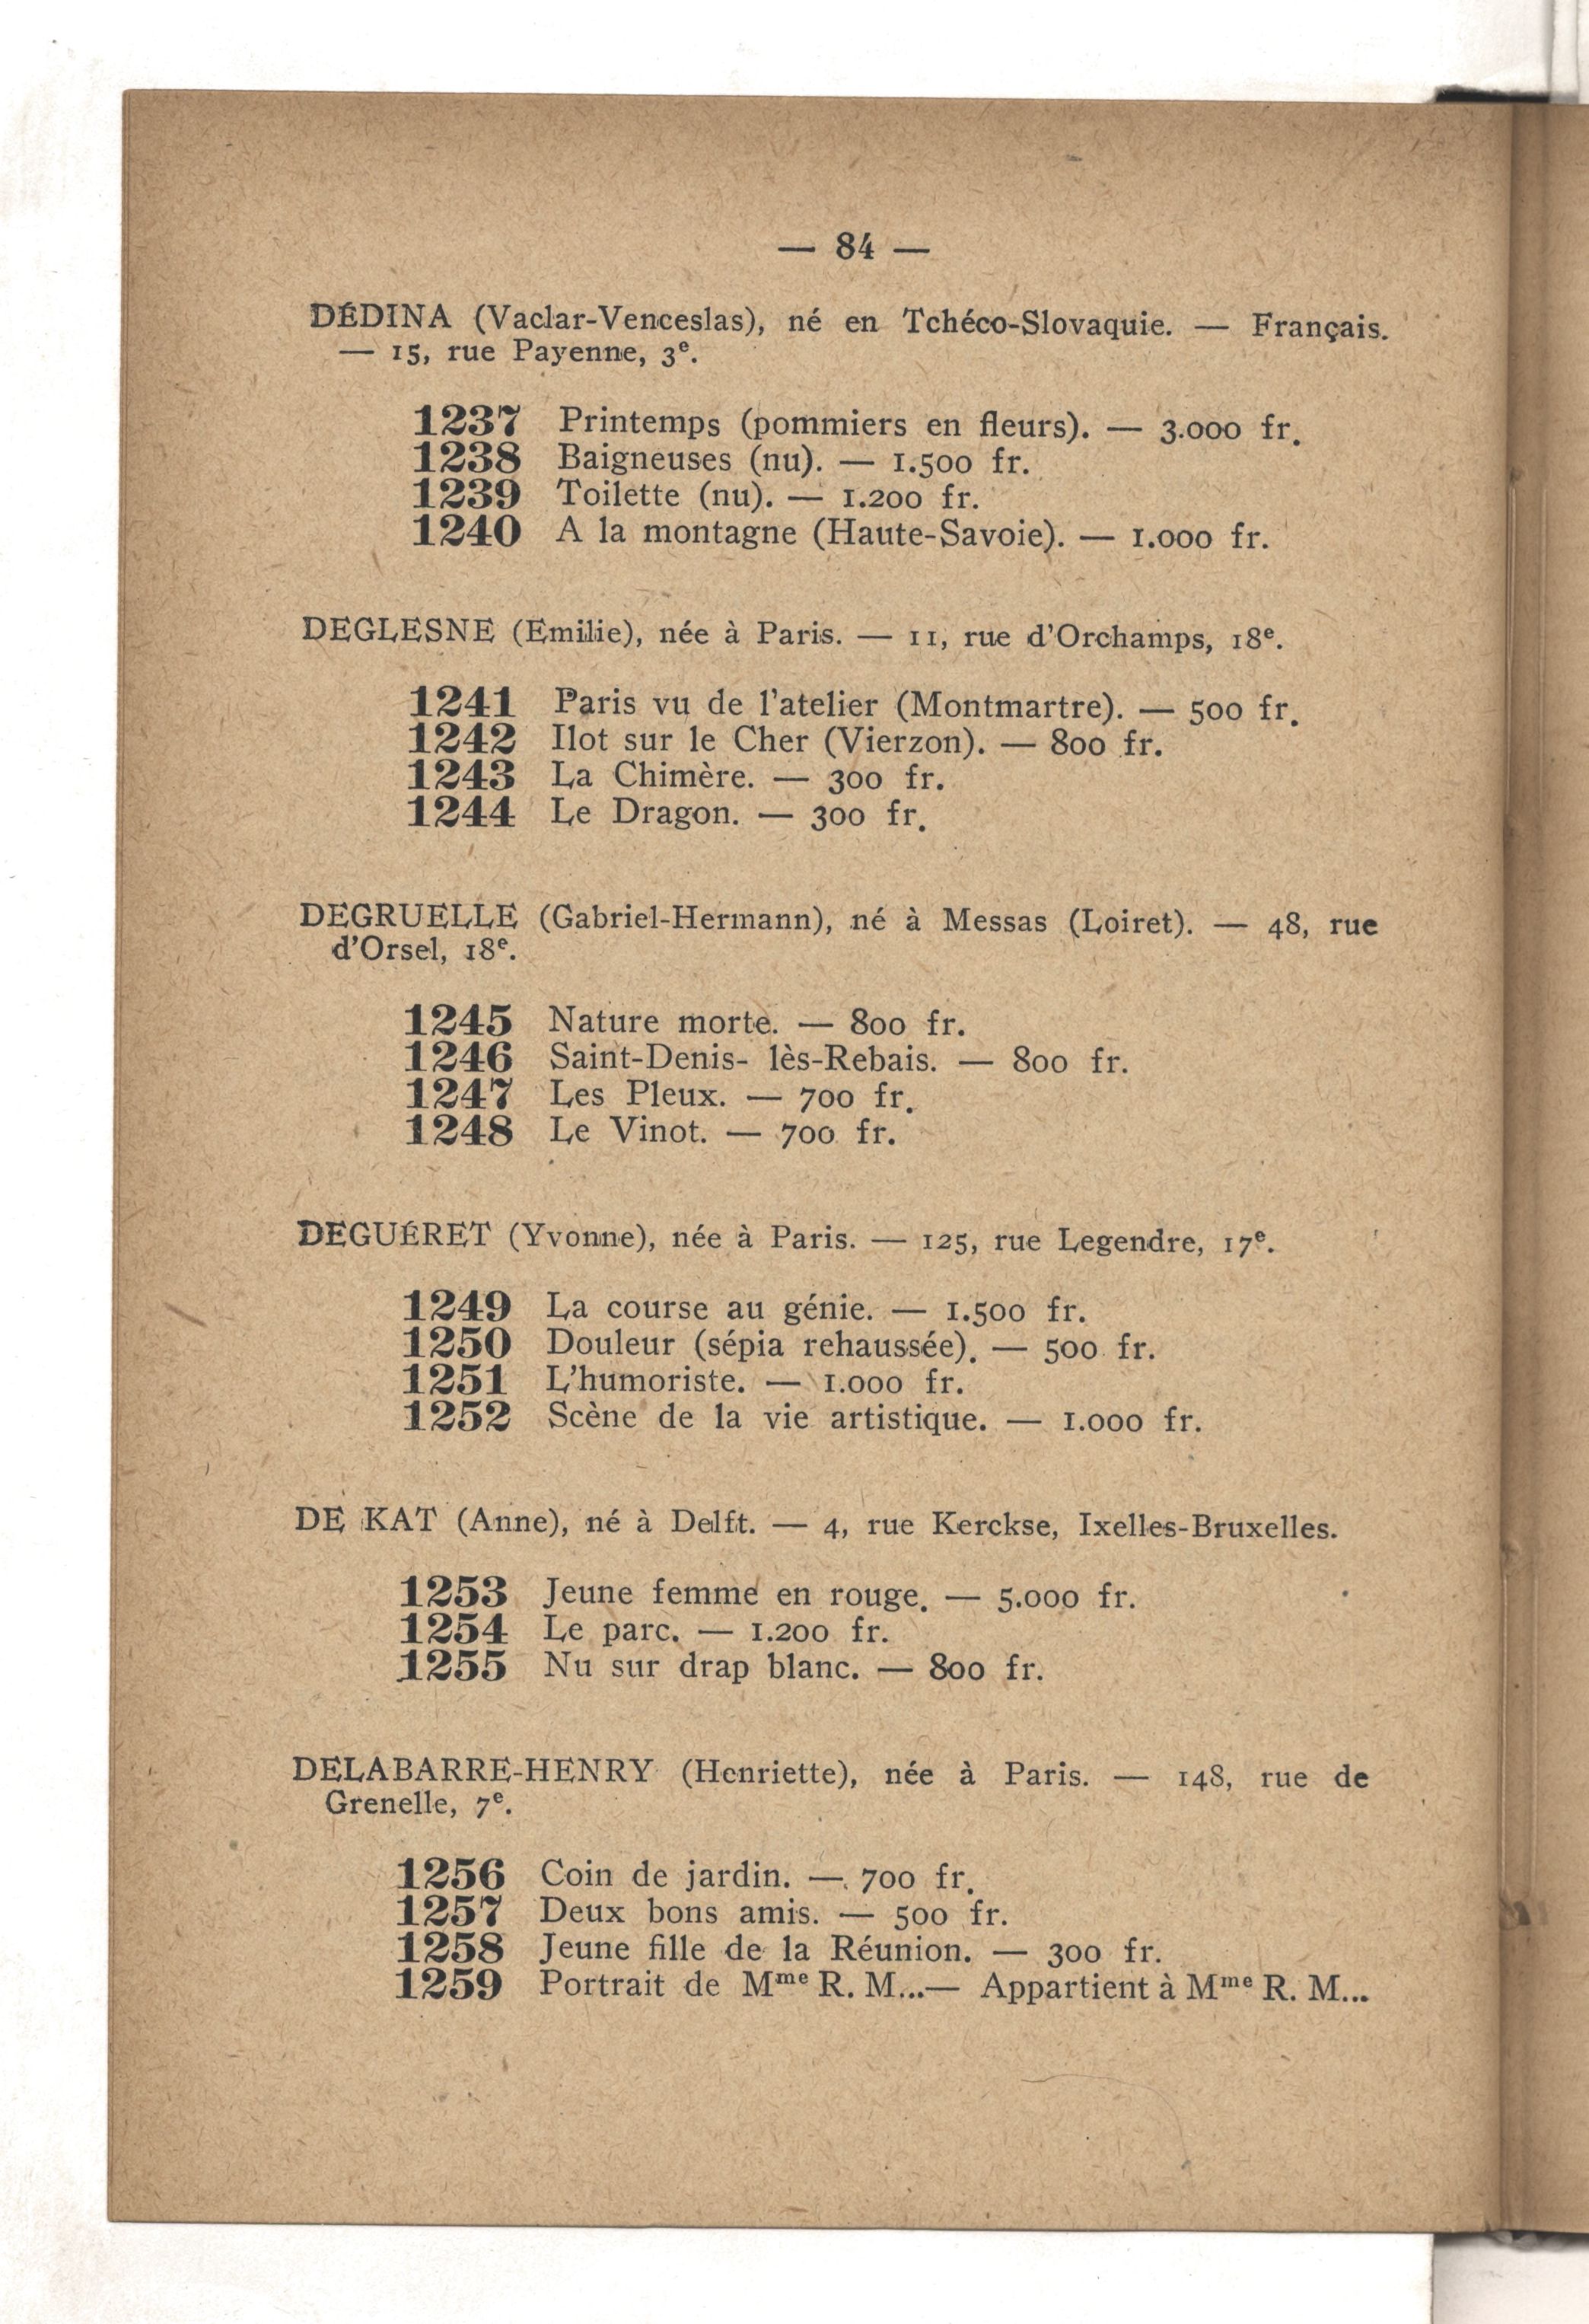 — 84 —
DÉDINA (Vaclar-Venceslas), né en Tchéco-Slovaquie. — Français.
— 15, rue Payenne, 3e.
1237 Printemps (pommiers en fleurs). — 3.000 fr.
1238 Baigneuses (nu). — 1.500 fr.
1239 Toilette (nu). — 1.200 fr.
1240 A la montagne (Haute-Savoie). — 1.000 fr.
DEGLESNE (Emilie), née à Paris. — 11, rue d'Orchamps, 18e.
1241 Paris vu de l'atelier (Montmartre). — 500 fr.
1242 Ilot sur le Cher (Vierzon). — 800 fr.
1243 La Chimère. — 300 fr.
1244 Le Dragon. — 300 fr.
DEGRUELLE (Gabriel-Hermann), né à Messas (Loiret). — 48, rue
d'Orsel, 18e.
1245 Nature morte. — 800 fr.
1246 Saint-Denis- lès-Rebais. — 800 fr.
1247 Les Pleux. — 700 fr.
1248 Le Vinot. — 700 fr.
DEGUÉRET (Yvonne), née à Paris. — 125, rue Legendre, 17e.
1249 La course au génie. — 1.500 fr.
1250 Douleur (sépia rehaussée). — 500 fr.
1251 L'humoriste. — 1.000 fr.
1252 Scène de la vie artistique. — 1.000 fr.
DE KAT (Anne), né à Delft. — 4, rue Kerckse, Ixelles-Bruxelles.
1253 Jeune femme en rouge. — 5.000 fr.
1254 Le parc. — 1.200 fr.
1255 Nu sur drap blanc. — 800 fr.
DELABARRE-HENRY (Henriette), née à Paris. — 148, rue de
Grenelle, 7e.
1256 Coin de jardin. — 700 fr.
1257 Deux bons amis. — 500 fr.
1258 Jeune fille de la Réunion. — 300 fr.
1259 Portrait de Mme R. M...— Appartient à Mme R. M...